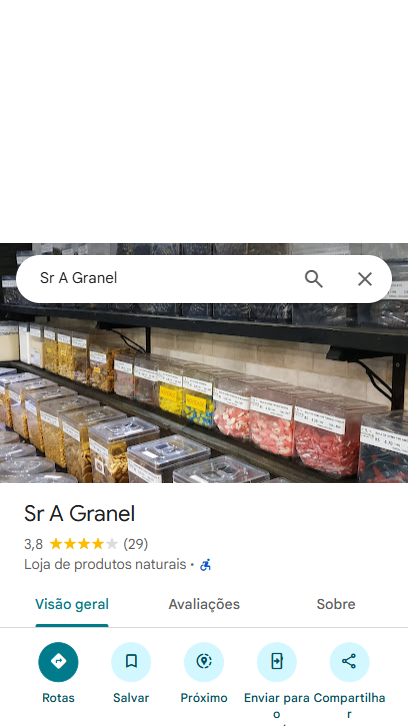 Sr A Granel
Sr A Granel
3,8 (29)
Loja de produtos naturais •
Visão geral Avaliações Sobre
Rotas Salvar Próximo Enviar para o Compartilhar